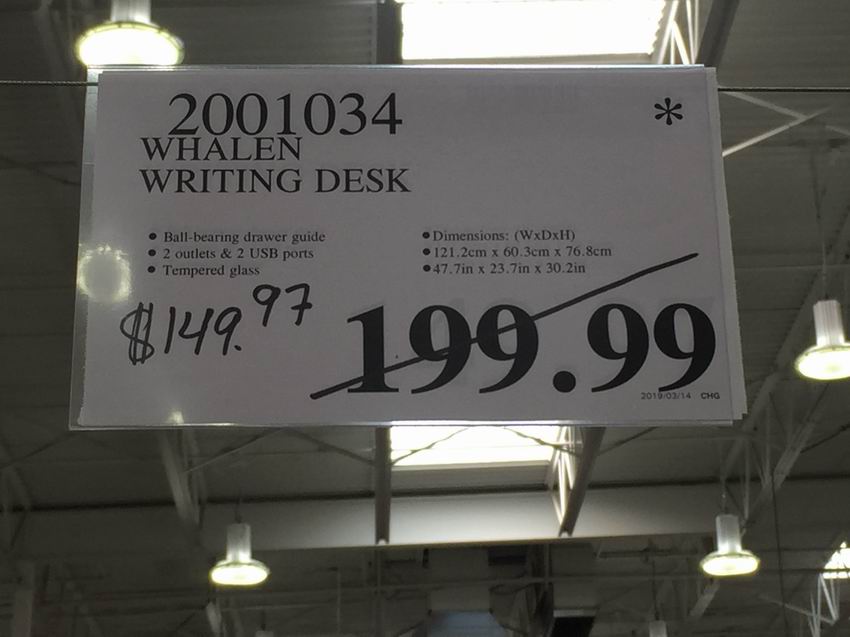 2001034 *
WHALEN
WRITING DESK
• Ball-bearing drawer guide
• 2 outlets & 2 USB ports
• Tempered glass
• Dimensions: (WxDxH)
• 121.2cm x 60.3cm x 76.8cm
• 47.7in x 23.7in x 30.2in
$149.97
199.99
2019/03/14 CHG